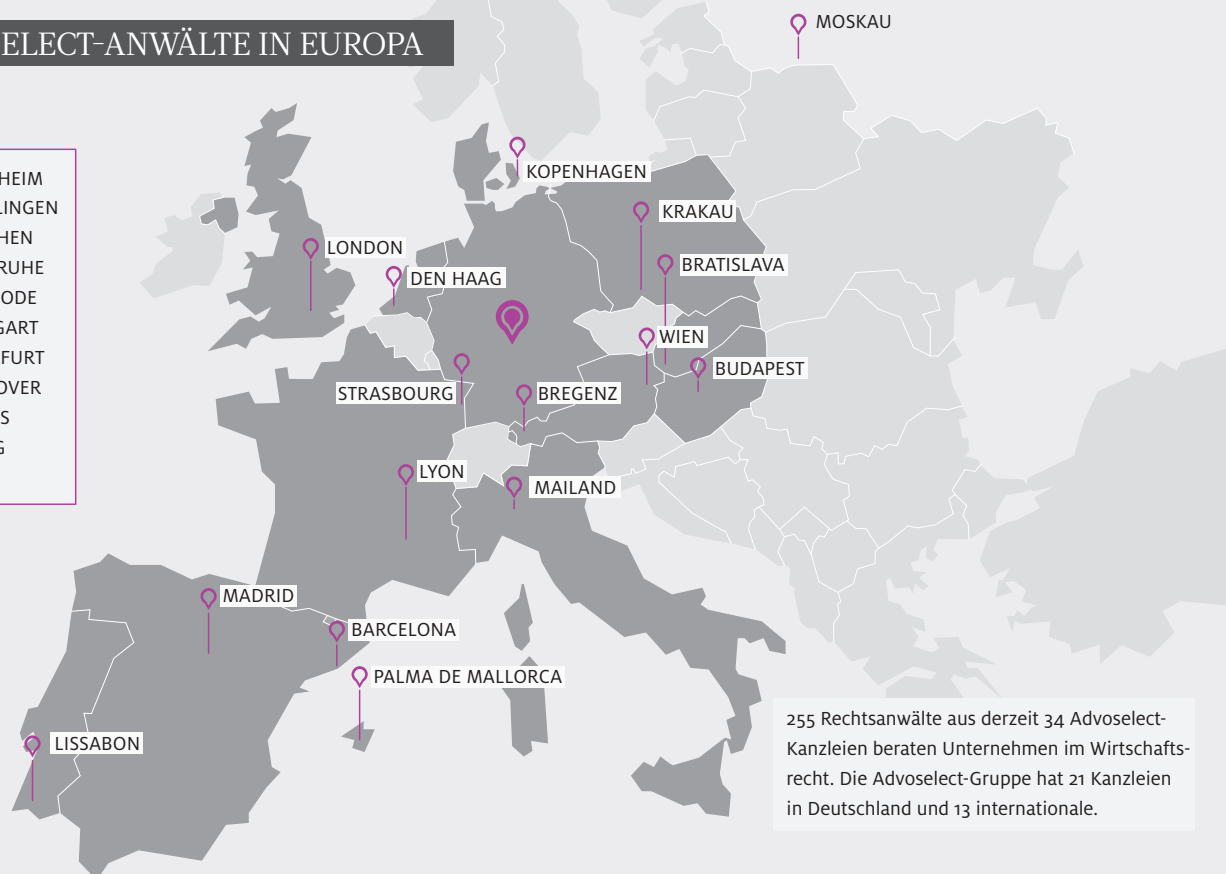 ELECT-ANWÄLTE IN EUROPA
HEIM
LINGEN
HEN
RUHE
ODE
GART
FURT
OVER
S
G
MOSKAU
KOPENHAGEN
KRAKAU
LONDON
BRATISLAVA
DEN HAAG
WIEN
BUDAPEST
STRASBOURG
BREGENZ
LYON
MAILAND
MADRID
BARCELONA
PALMA DE MALLORCA
LISSABON
255 Rechtsanwälte aus derzeit 34 Advoselect-
Kanzleien beraten Unternehmen im Wirtschafts-
recht. Die Advoselect-Gruppe hat 21 Kanzleien
in Deutschland und 13 internationale.